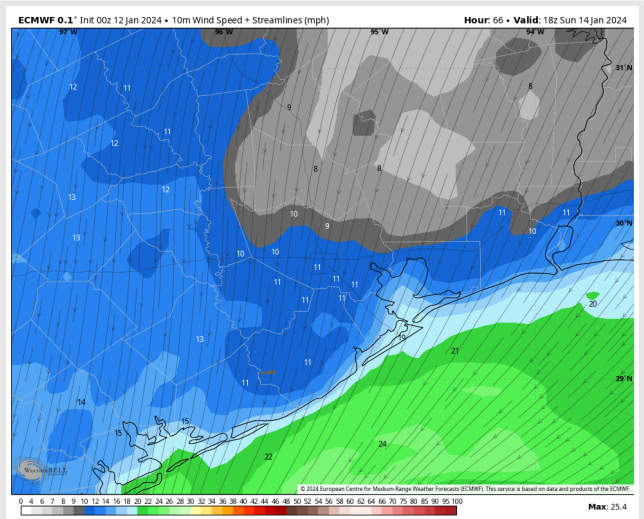 ECMWF 0.1° Init 00z 12 Jan 2024 • 10m Wind Speed + Streamlines (mph)
Hour: 66 • Valid: 18z Sun 14 Jan 2024
97°W 96°W 95°W 94°W
31°N
12 11 9 8
11
12
8 8
12
13
10 11 11
9 10 30°N
13
10 10
11
11 11
11
11 11 20
13 19
21
11 29°N
11
14
15
15
24
22
WeatherBELL
© 2024 European Centre for Medium-Range Weather Forecasts (ECMWF). This service is based on data and products of the ECMWF.
0 4 6 7 8 9 10 12 14 16 18 20 22 24 26 28 30 32 34 36 38 40 42 44 46 48 50 52 54 56 58 60 62 64 66 68 70 75 80 85 90 95 100
Max: 25.4